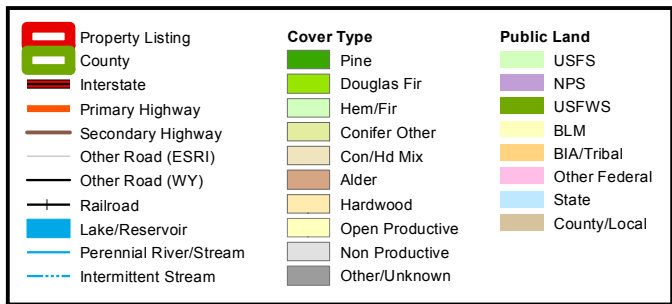 Property Listing
County
Interstate
Primary Highway
Secondary Highway
Other Road (ESRI)
Other Road (WY)
Railroad
Lake/Reservoir
Perennial River/Stream
Intermittent Stream
Cover Type
Pine
Douglas Fir
Hem/Fir
Conifer Other
Con/Hd Mix
Alder
Hardwood
Open Productive
Non Productive
Other/Unknown
Public Land
USFS
NPS
USFWS
BLM
BIA/Tribal
Other Federal
State
County/Local